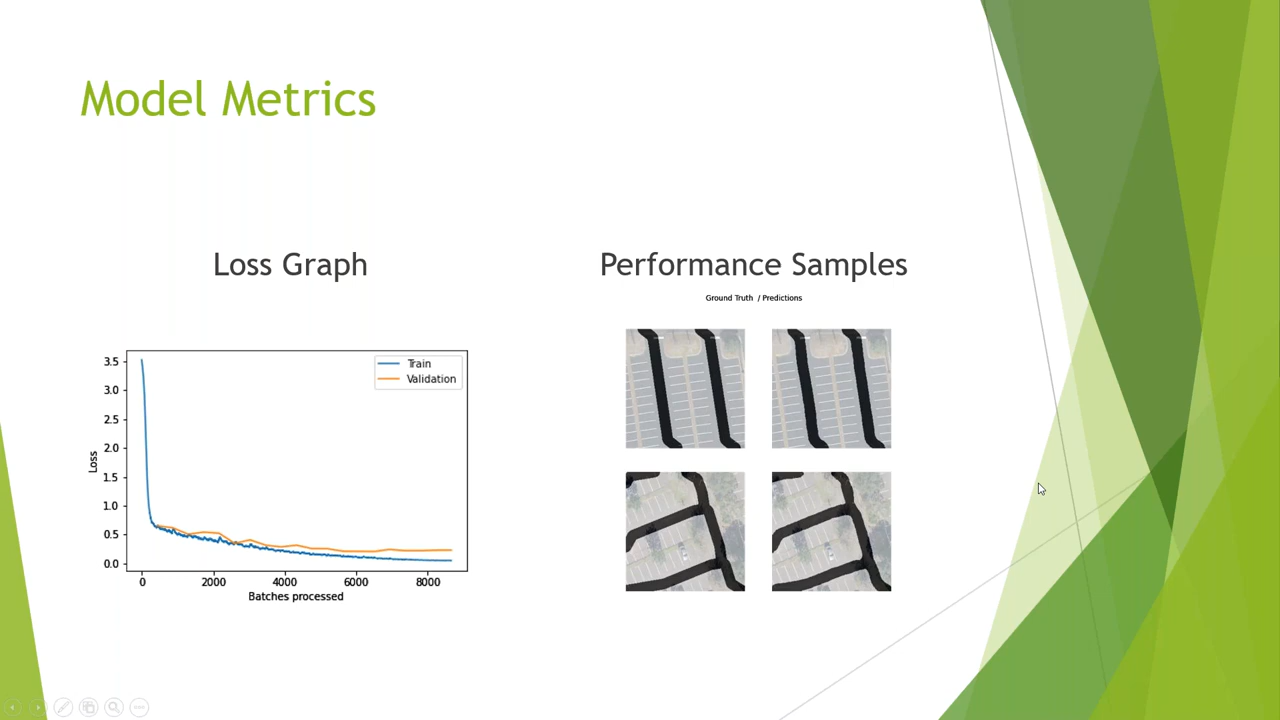 Model Metrics
Loss Graph
Performance Samples
Ground Truth / Predictions
3.5
3.0
2.5
2.0
1.5
1.0
0.5
0.0
Loss
Train
Validation
0 2000 4000 6000 8000
Batches processed